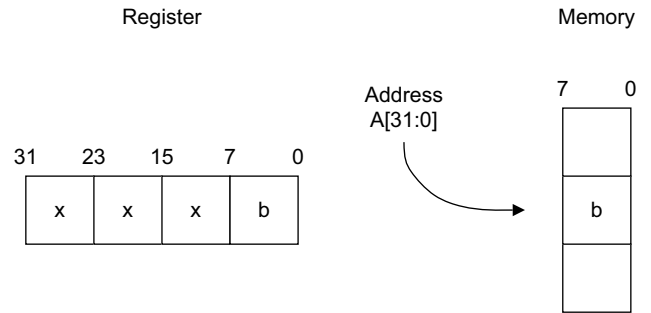 Register
Memory
Address
A[31:0]
7 0
31 23 15 7 0
x x x b
b